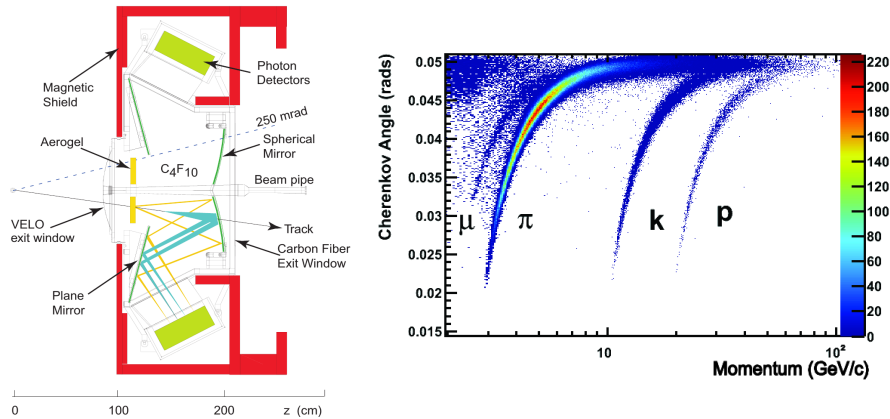 Magnetic
Shield
Photon
Detectors
250 mrad
Aerogel
C4F10
Spherical
Mirror
Beam pipe
VELO
exit window
Track
Carbon Fiber
Exit Window
Plane
Mirror
0
100
200
z (cm)
Cherenkov Angle (rads)
0.05
0.045
0.04
0.035
0.03
0.025
0.02
0.015
μ
π
k
p
10
10²
Momentum (GeV/c)
220
200
180
160
140
120
100
80
60
40
20
0